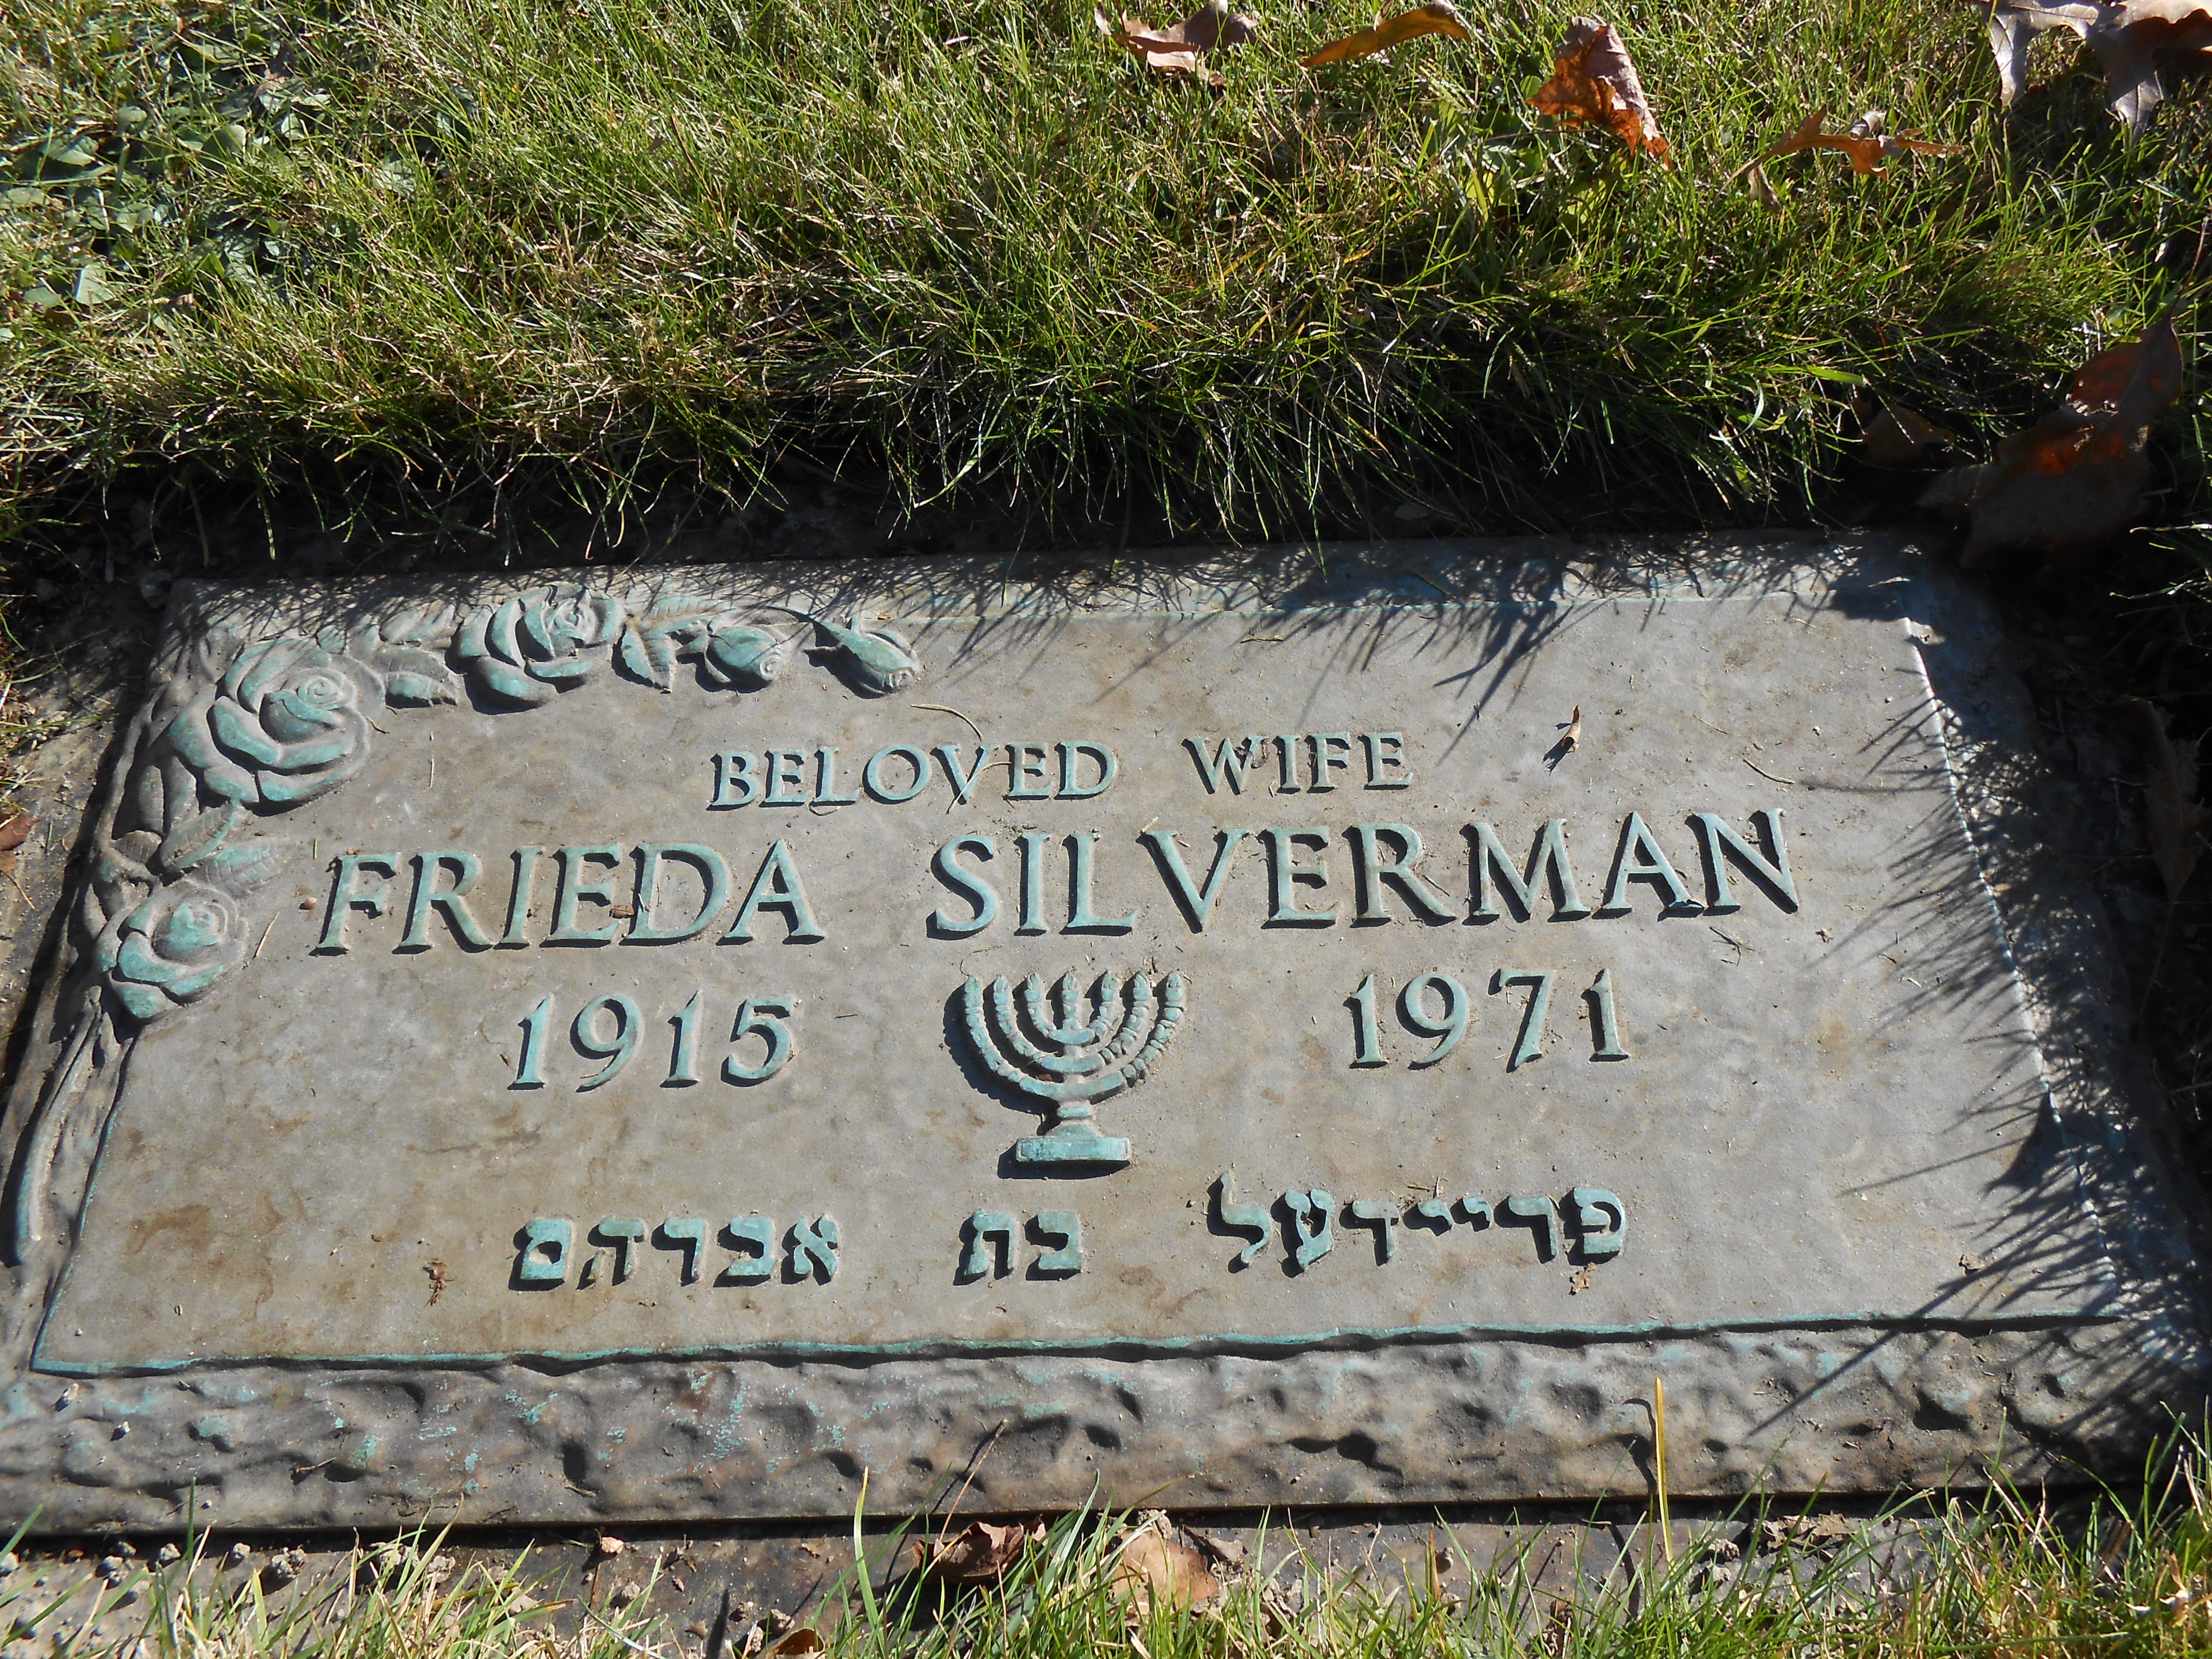 BELOVED WIFE
FRIEDA SILVERMAN
1915 1971
פריידעל בת אברהם